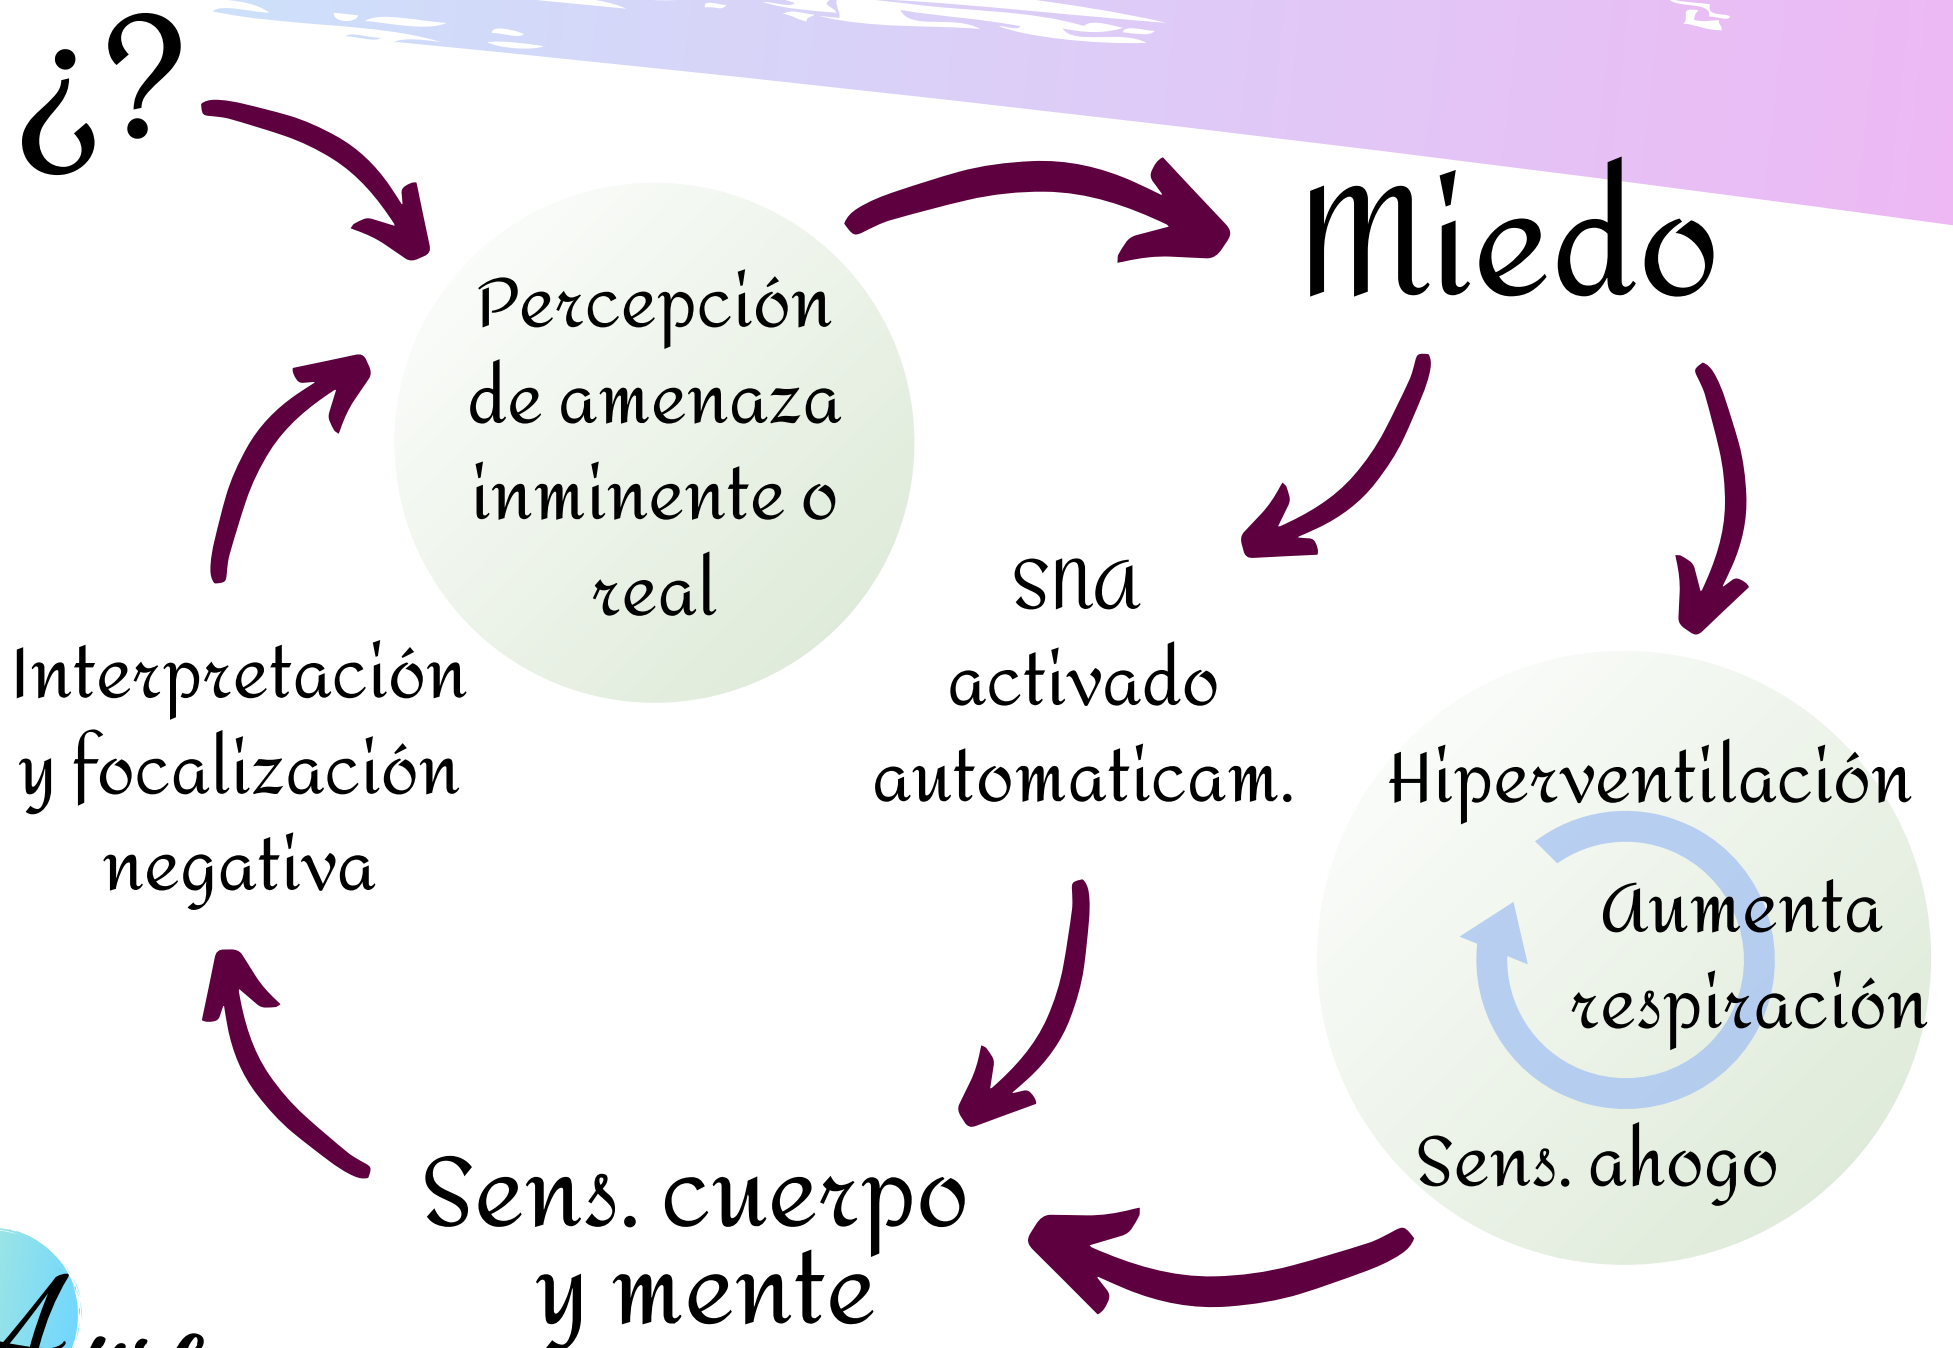 ¿?
Percepción
de amenaza
inminente o
real
Miedo
SNA
activado
automaticam.
Hiperventilación
Aumenta
respiración
Sens. ahogo
Sens. cuerpo
y mente
Interpretación
y focalización
negativa